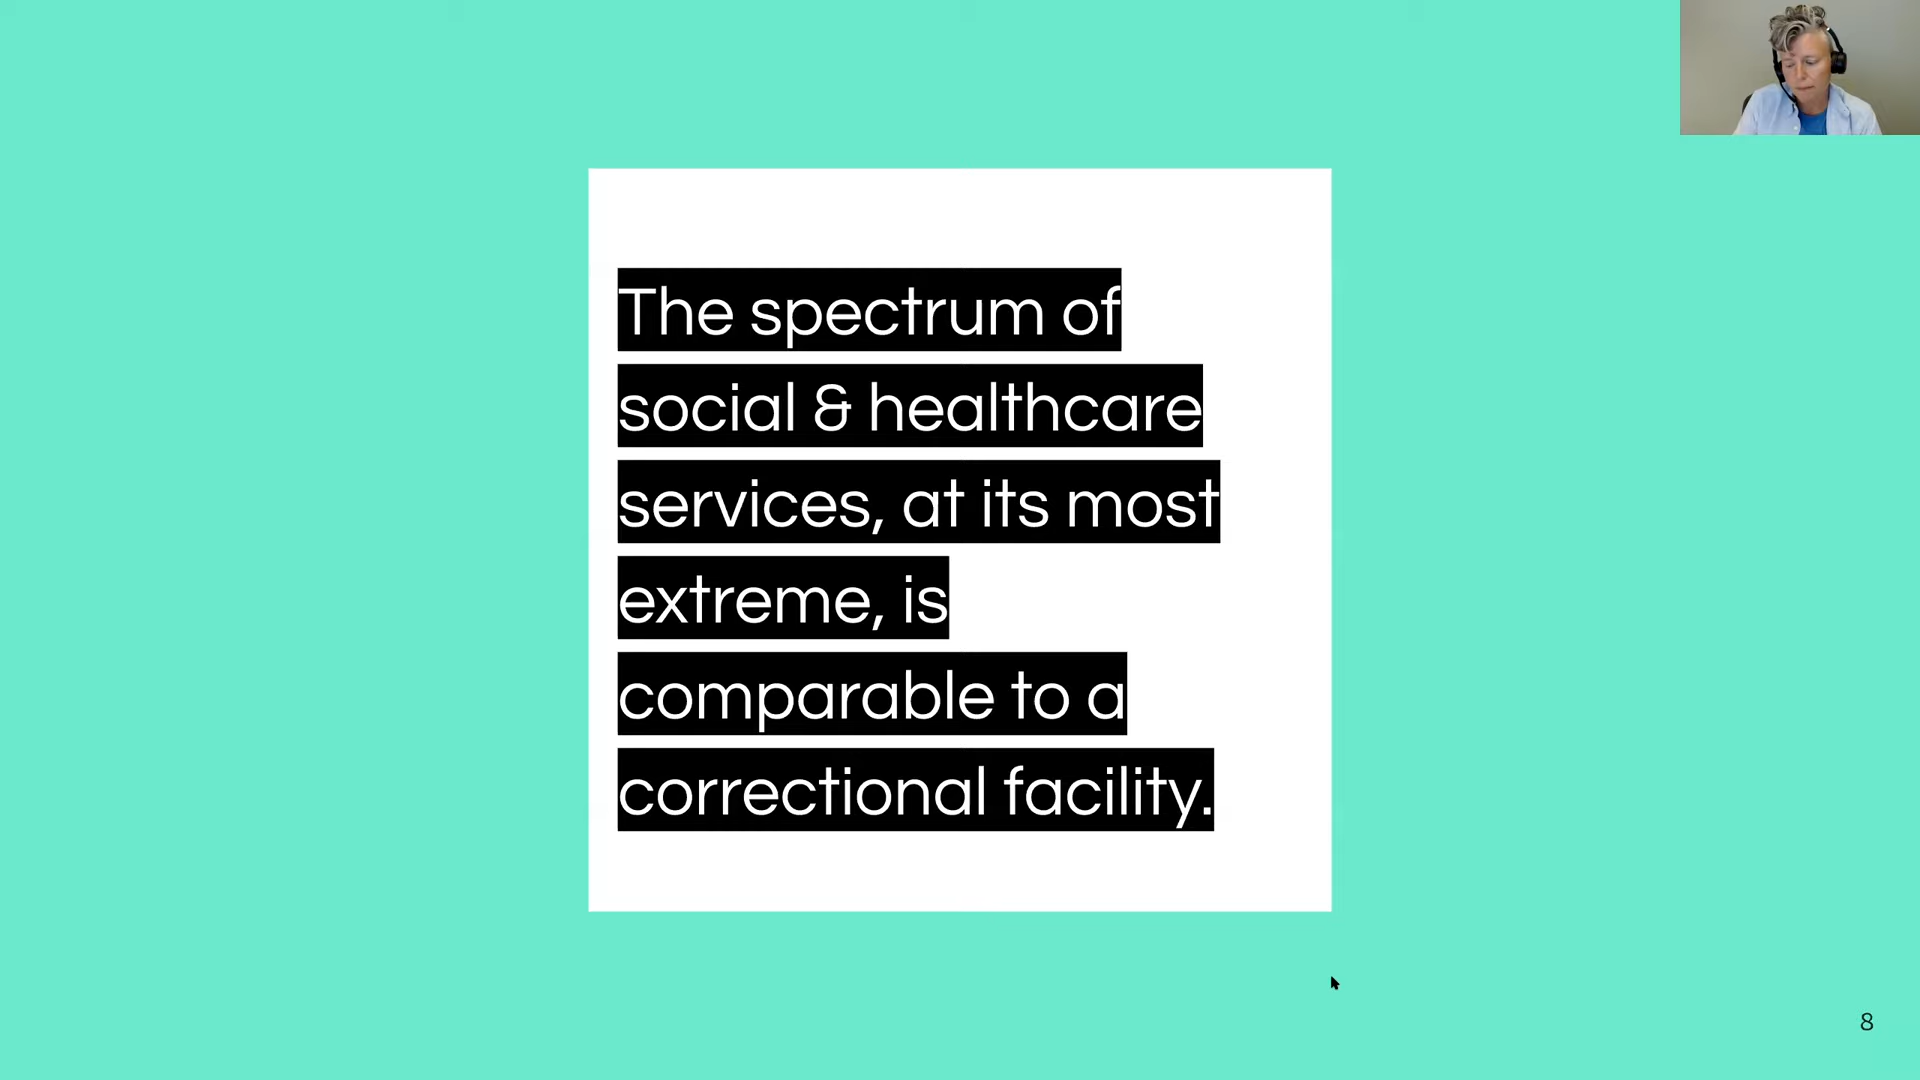 The spectrum of
social & healthcare
services, at its most
extreme, is
comparable to a
correctional facility.
8